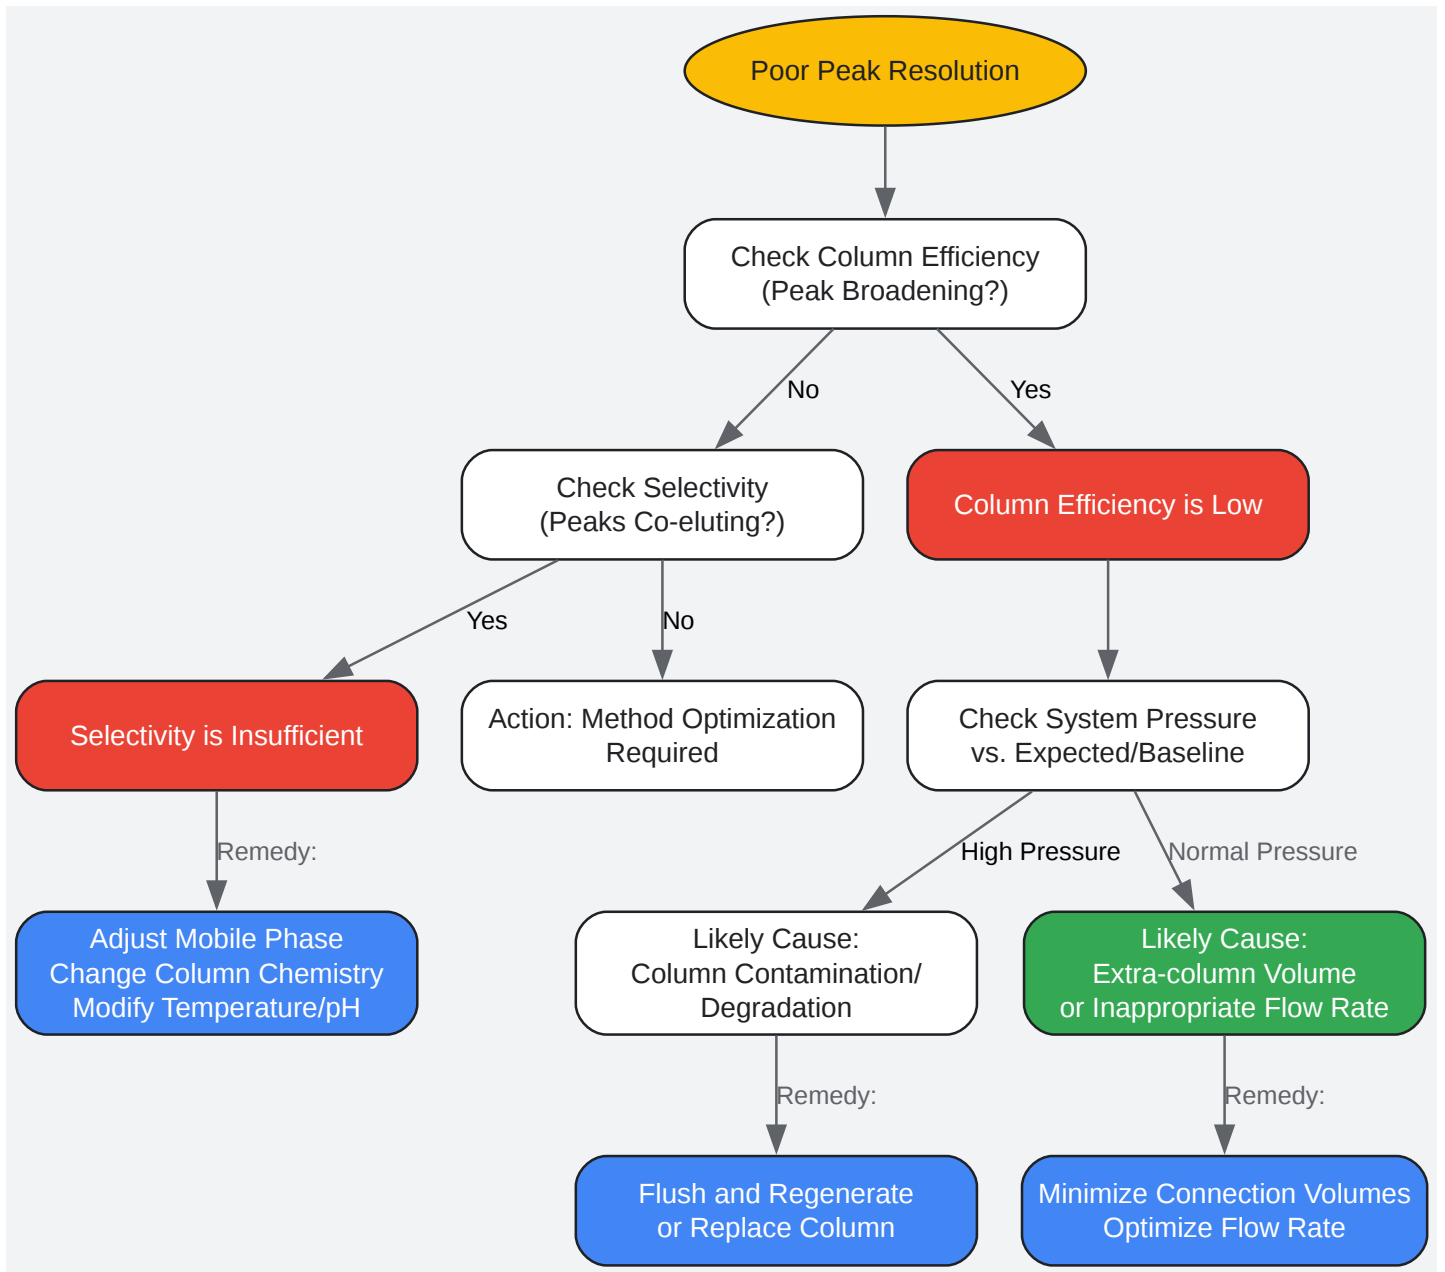 Poor Peak Resolution
Check Column Efficiency
(Peak Broadening?)
No
Yes
Check Selectivity
(Peaks Co-eluting?)
Column Efficiency is Low
Yes
No
Selectivity is Insufficient
Action: Method Optimization
Required
Check System Pressure
vs. Expected/Baseline
Remedy:
High Pressure
Normal Pressure
Adjust Mobile Phase
Change Column Chemistry
Modify Temperature/pH
Likely Cause:
Column Contamination/
Degradation
Likely Cause:
Extra-column Volume
or Inappropriate Flow Rate
Remedy:
Remedy:
Flush and Regenerate
or Replace Column
Minimize Connection Volumes
Optimize Flow Rate